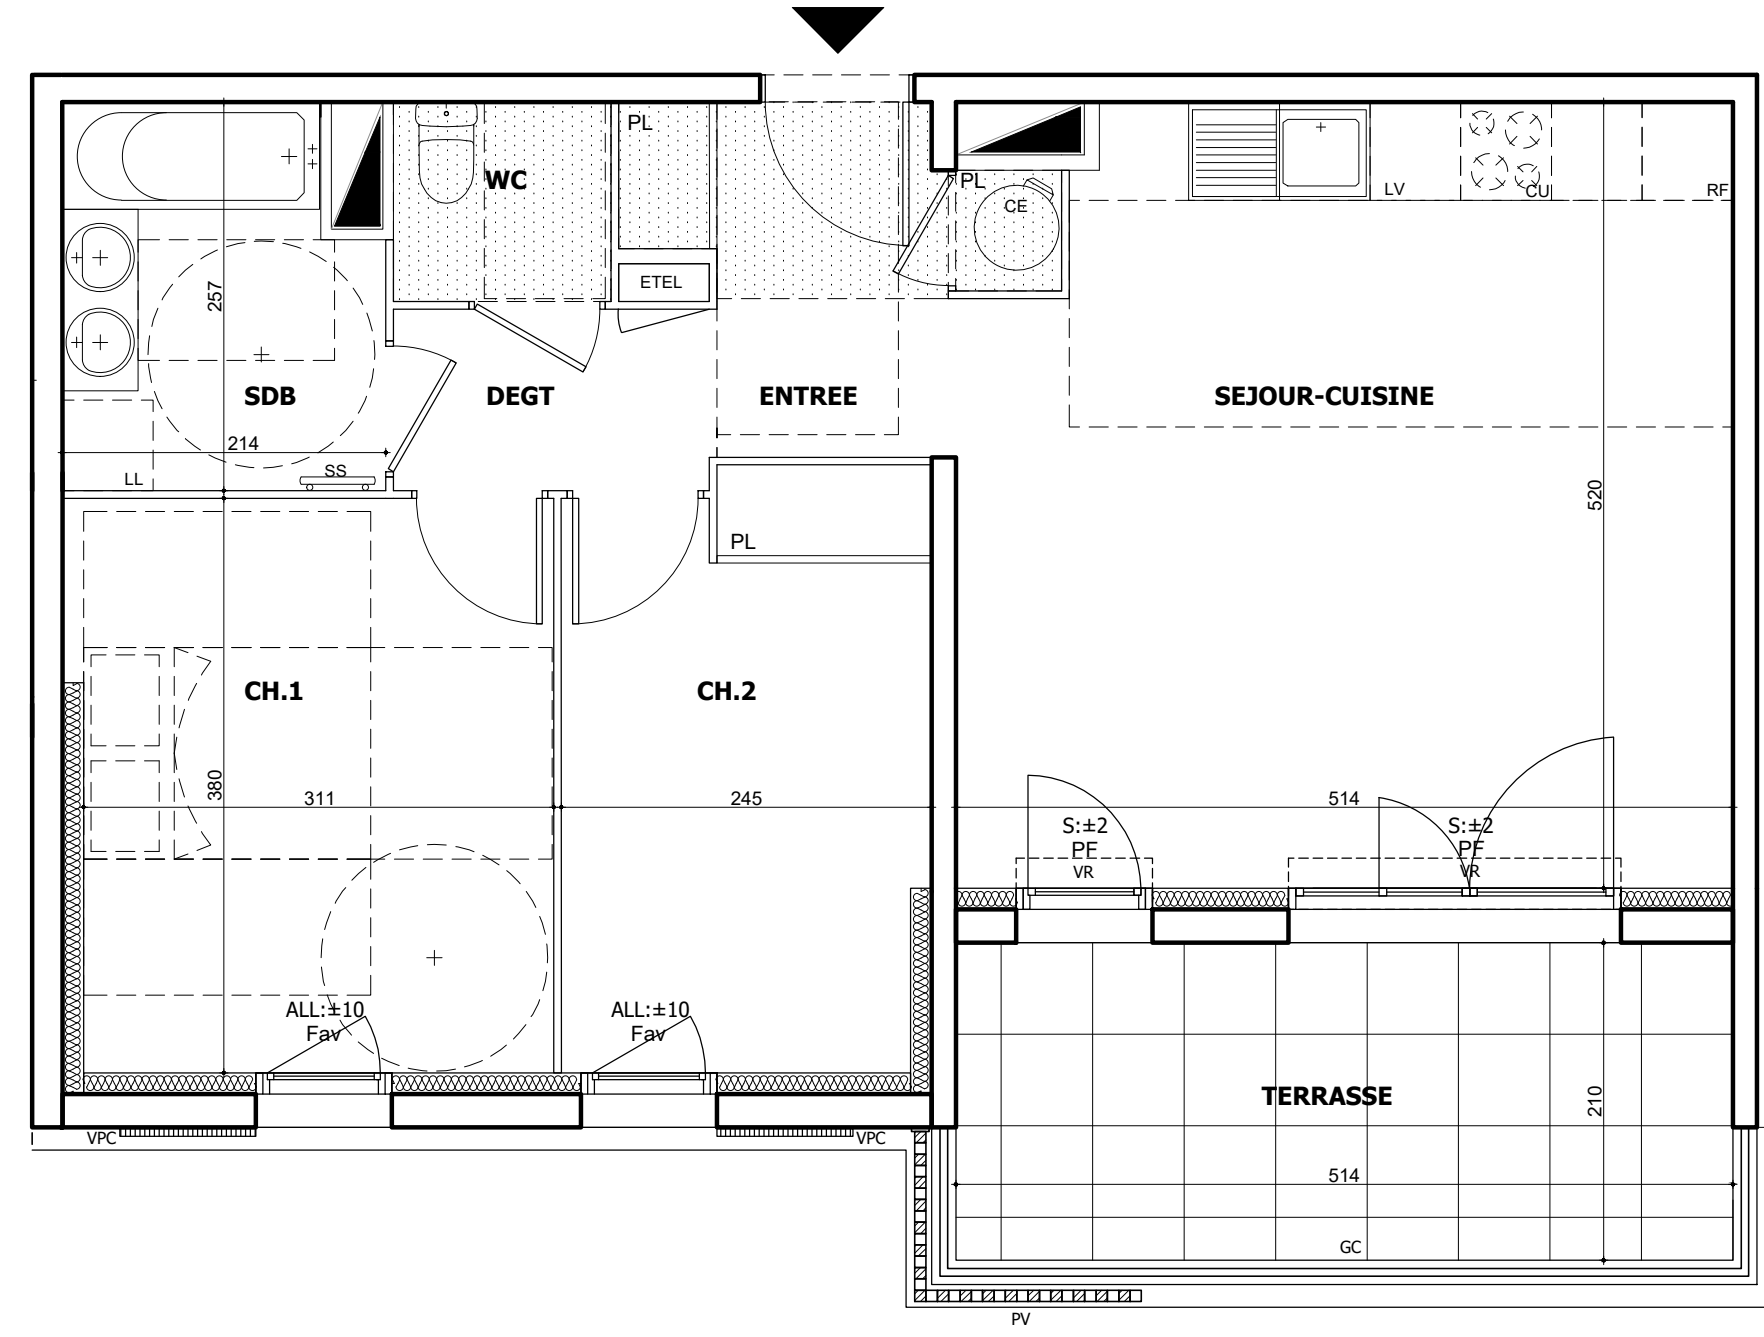 PL
WC
PL
CE
LV
CU
RF
ETEL
257
SDB
DEGT
ENTREE
SEJOUR-CUISINE
214
LL
SS
520
PL
CH.1
CH.2
380
311
245
514
S:±2
PF
VR
S:±2
PF
VR
ALL:±10
Fav
ALL:±10
Fav
TERRASSE
210
VPC
VPC
514
GC
PV